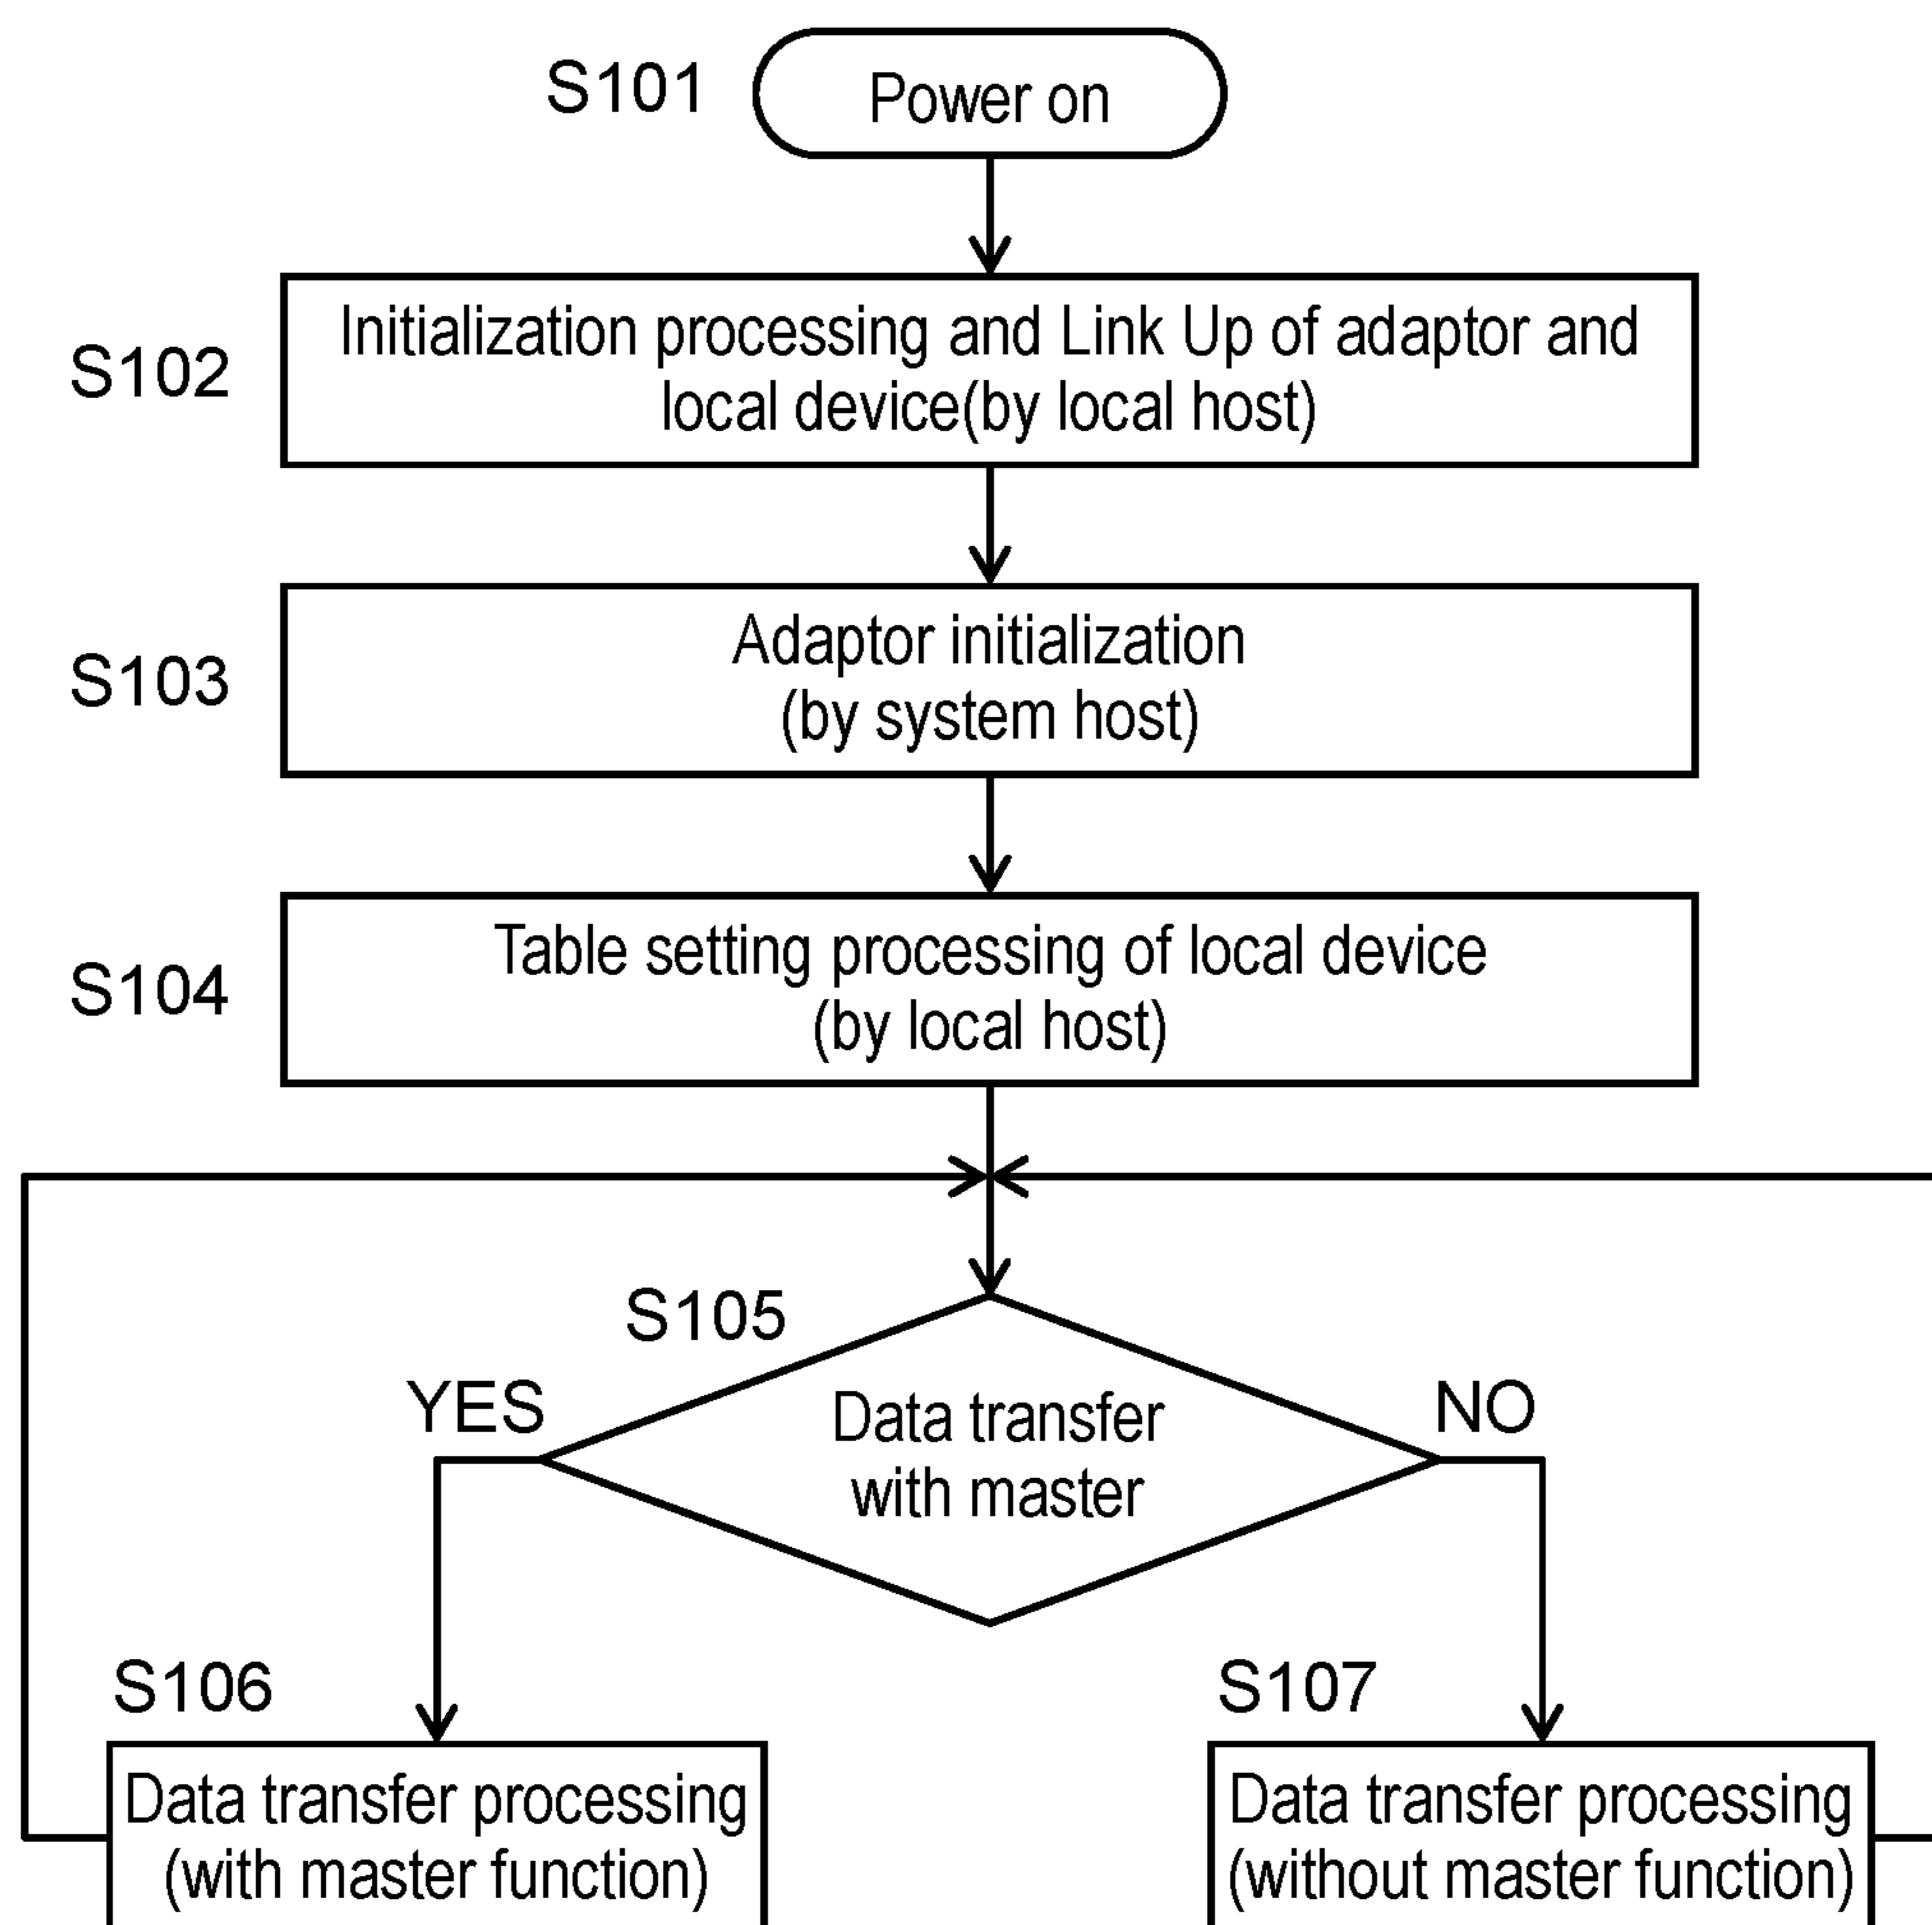 S101
Power on
S102
Initialization processing and Link Up of adaptor and
local device(by local host)
S103
Adaptor initialization
(by system host)
S104
Table setting processing of local device
(by local host)
S105
YES
Data transfer
with master
NO
S106
Data transfer processing
(with master function)
S107
Data transfer processing
(without master function)